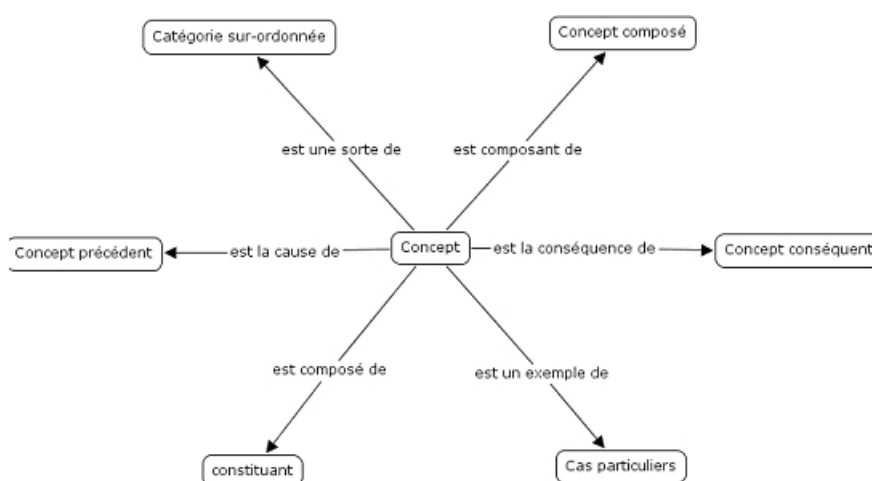 Catégorie sur-ordonnée
Concept composé
est une sorte de
est composant de
Concept précédent
est la cause de
Concept
est la conséquence de
Concept conséquent
est composé de
est un exemple de
constituant
Cas particuliers